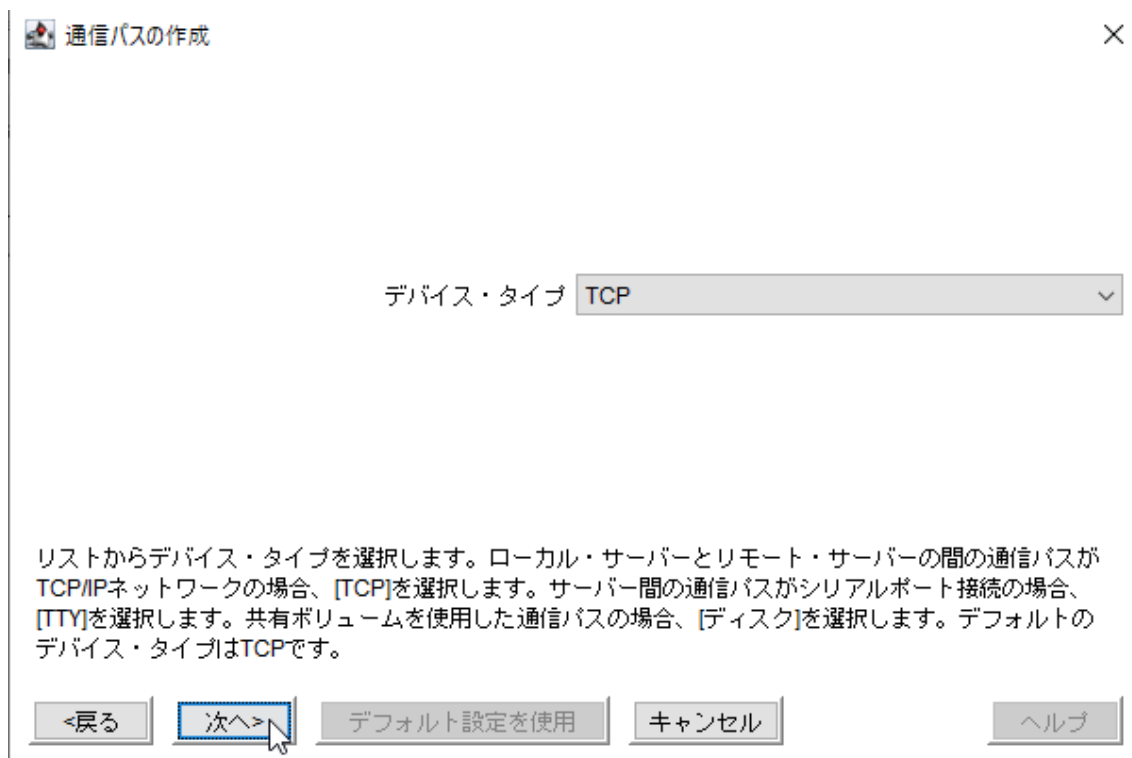 通信パスの作成
デバイス・タイプ TCP
リストからデバイス・タイプを選択します。ローカル・サーバーとリモート・サーバーの間の通信パスが
TCP/IPネットワークの場合、[TCP]を選択します。サーバー間の通信パスがシリアルポート接続の場合、
[TTY]を選択します。共有ボリュームを使用した通信パスの場合、[ディスク]を選択します。デフォルトの
デバイス・タイプはTCPです。
<戻る 次へ> デフォルト設定を使用 キャンセル ヘルプ